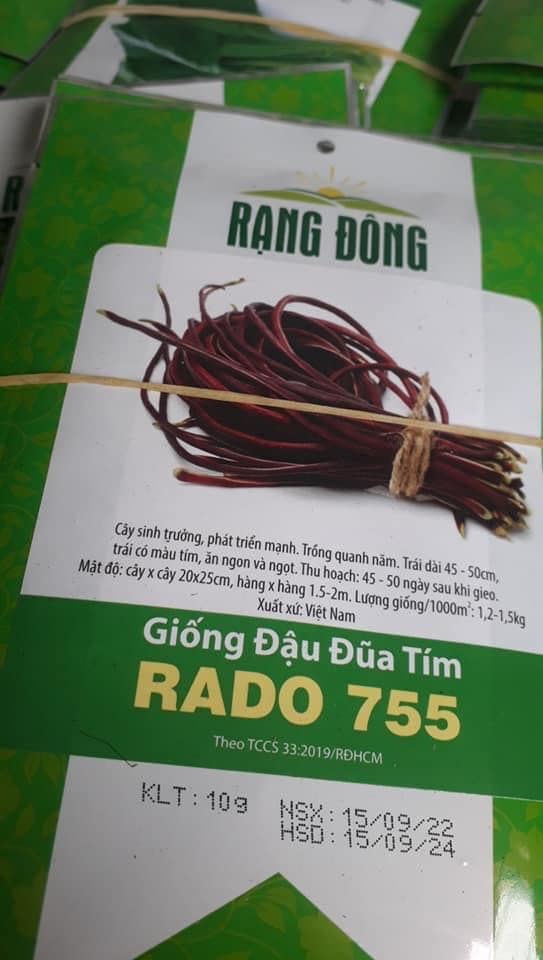 RẠNG ĐÔNG
Cây sinh trưởng, phát triển mạnh. Trồng quanh năm. Trái dài 45 - 50cm,
trái có màu tím, ăn ngon và ngọt. Thu hoạch: 45 - 50 ngày sau khi gieo.
Mật độ: cây x cây 20x25cm, hàng x hàng 1.5-2m. Lượng giống/1000m²: 1,2-1,5kg
Xuất xứ: Việt Nam
Giống Đậu Đũa Tím
RADO 755
Theo TCCS 33:2019/RĐHCM
KLT : 10g
NSX : 15/09/22
HSD : 15/09/24